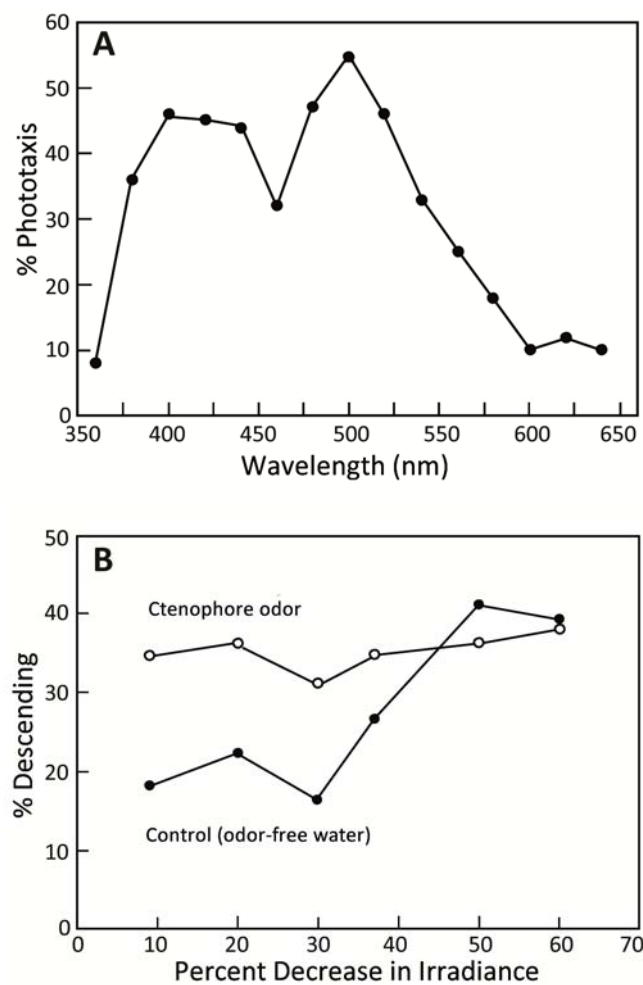 A
60
50
40
30
20
10
0
% Phototaxis
350 400 450 500 550 600 650
Wavelength (nm)
B
50
40
30
20
10
0
% Descending
Ctenophore odor
Control (odor-free water)
0 10 20 30 40 50 60 70
Percent Decrease in Irradiance